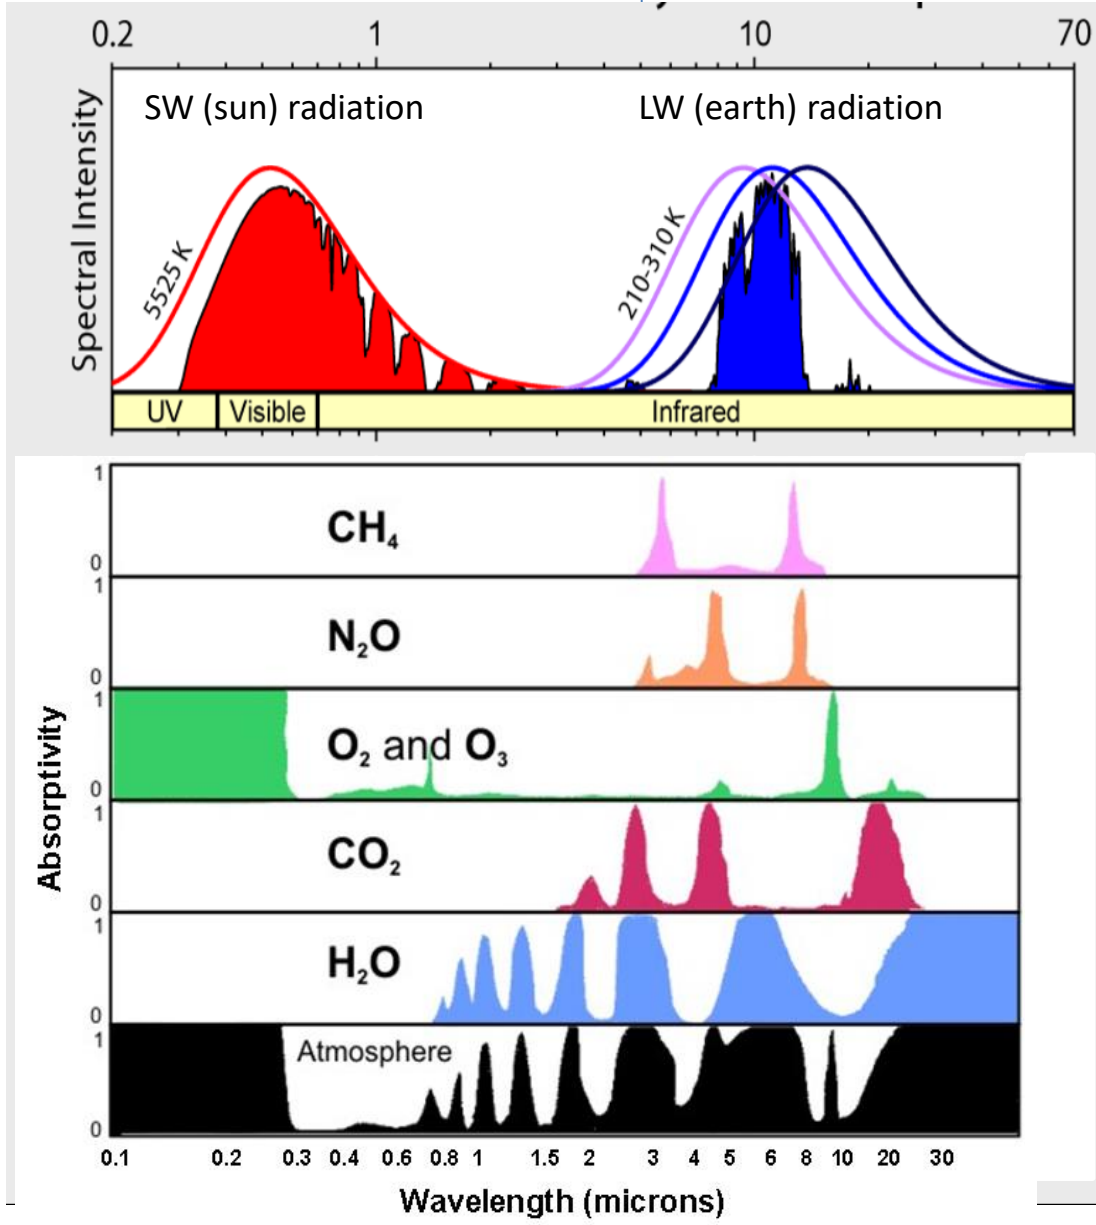 0.2 1 10 70
SW (sun) radiation LW (earth) radiation
Spectral Intensity
5525 K
210-310 K
UV Visible Infrared
Absorptivity
1
CH₄
0
1
N₂O
0
1
O₂ and O₃
0
1
CO₂
0
1
H₂O
0
1
Atmosphere
0
0.1 0.2 0.3 0.4 0.6 0.8 1 1.5 2 3 4 5 6 8 10 20 30
Wavelength (microns)